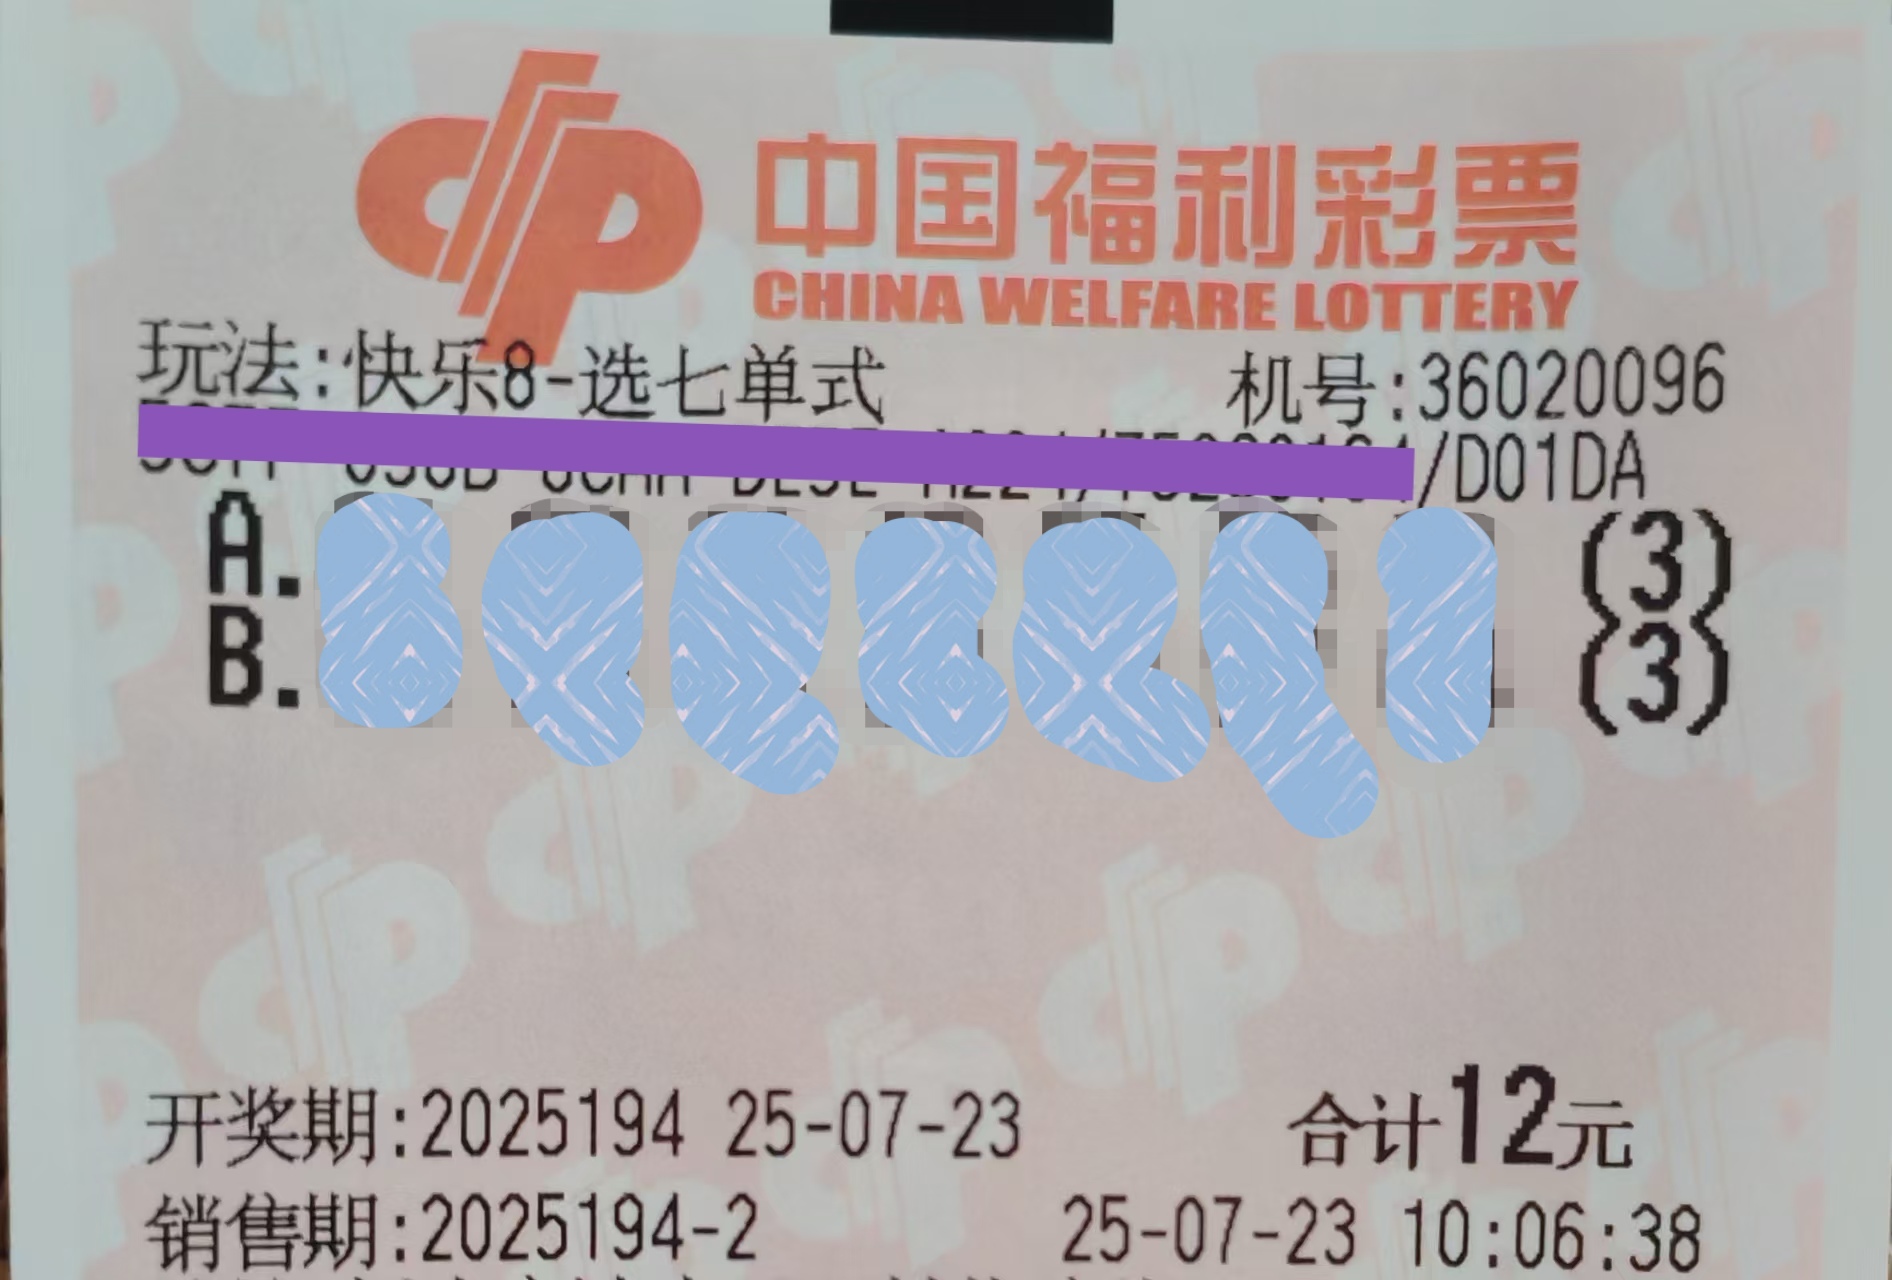 中国福利彩票
CHINA WELFARE LOTTERY
玩法:快乐8-选七单式 机号:36020096
/D01DA
A. (3)
B. (3)
开奖期:2025194 25-07-23 合计12元
销售期:2025194-2 25-07-23 10:06:38